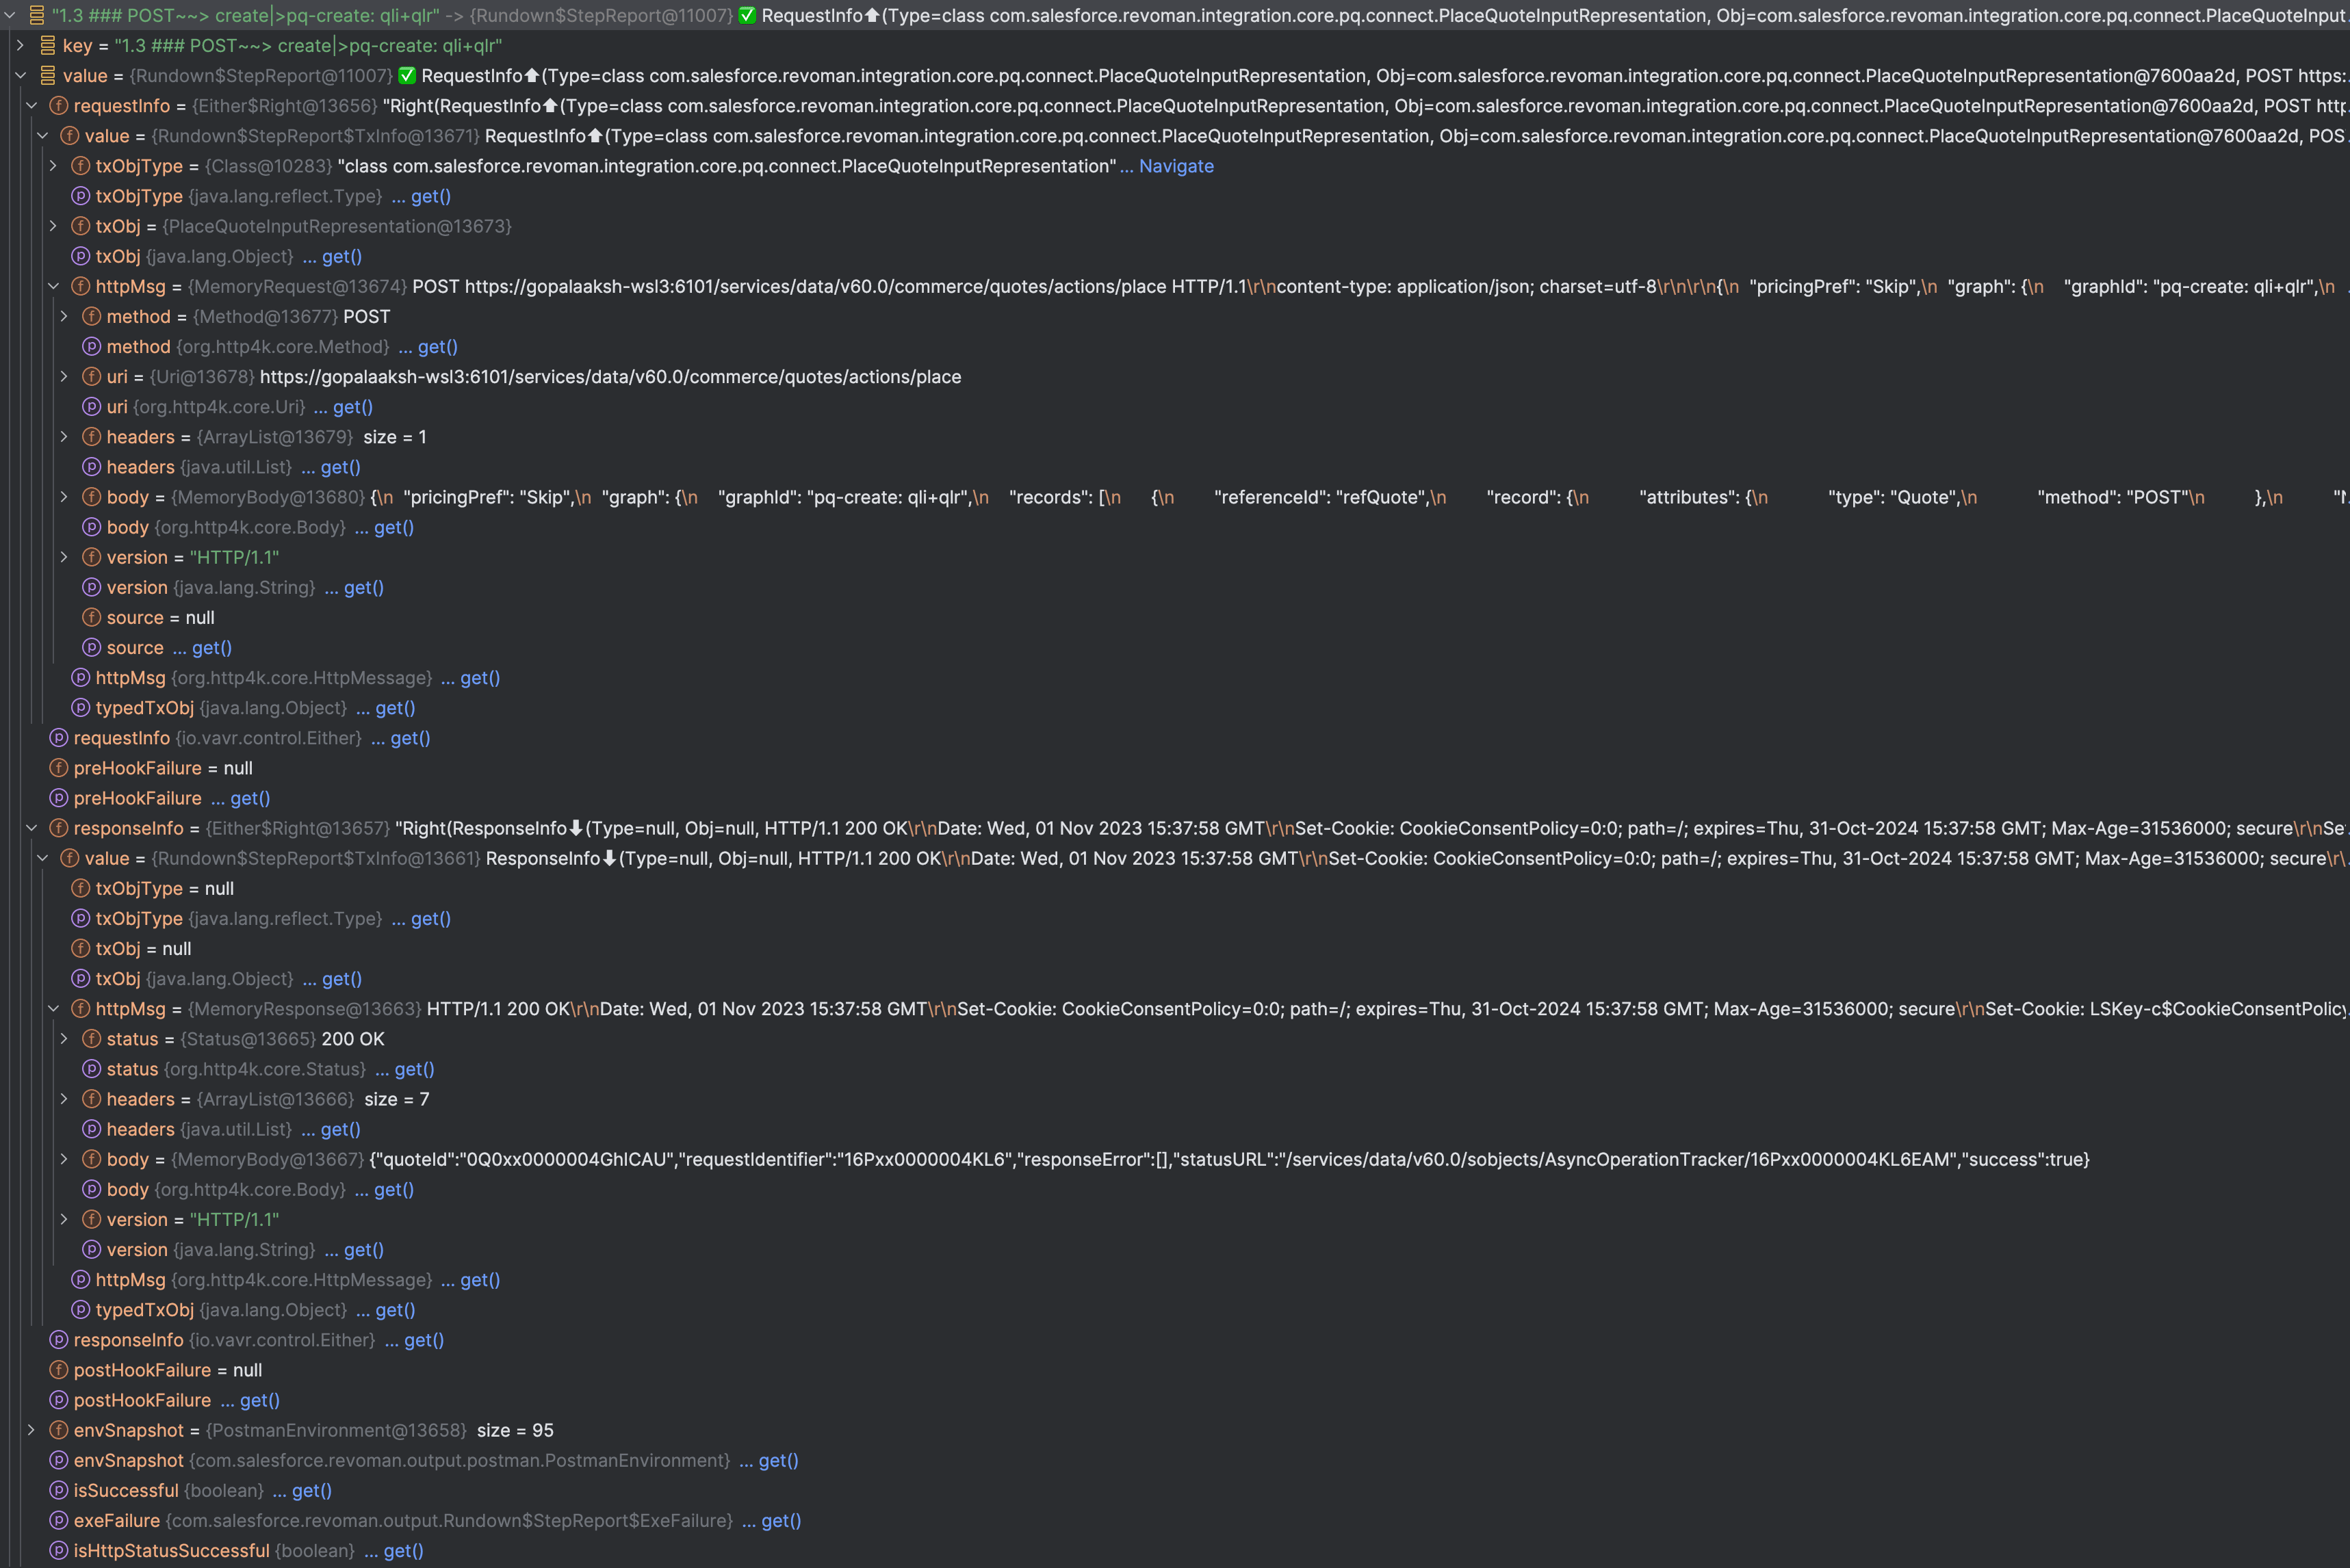 "1.3 ### POST~~> create|>pq-create: qli+qlr" -> {Rundown$StepReport@11007} ✅ RequestInfo⬆(Type=class com.salesforce.revoman.integration.core.pq.connect.PlaceQuoteInputRepresentation, Obj=com.salesforce.revoman.integration.core.pq.connect.PlaceQuoteInput
key = "1.3 ### POST~~> create|>pq-create: qli+qlr"
value = {Rundown$StepReport@11007} ✅ RequestInfo⬆(Type=class com.salesforce.revoman.integration.core.pq.connect.PlaceQuoteInputRepresentation, Obj=com.salesforce.revoman.integration.core.pq.connect.PlaceQuoteInputRepresentation@7600aa2d, POST https:
f requestInfo = {Either$Right@13656} "Right(RequestInfo⬆(Type=class com.salesforce.revoman.integration.core.pq.connect.PlaceQuoteInputRepresentation, Obj=com.salesforce.revoman.integration.core.pq.connect.PlaceQuoteInputRepresentation@7600aa2d, POST http
f value = {Rundown$StepReport$TxInfo@13671} RequestInfo⬆(Type=class com.salesforce.revoman.integration.core.pq.connect.PlaceQuoteInputRepresentation, Obj=com.salesforce.revoman.integration.core.pq.connect.PlaceQuoteInputRepresentation@7600aa2d, POS
f txObjType = {Class@10283} "class com.salesforce.revoman.integration.core.pq.connect.PlaceQuoteInputRepresentation" ... Navigate
p txObjType {java.lang.reflect.Type} ... get()
f txObj = {PlaceQuoteInputRepresentation@13673}
p txObj {java.lang.Object} ... get()
f httpMsg = {MemoryRequest@13674} POST https://gopalaaksh-wsl3:6101/services/data/v60.0/commerce/quotes/actions/place HTTP/1.1\r\ncontent-type: application/json; charset=utf-8\r\n\r\n{\n "pricingPref": "Skip",\n "graph": {\n "graphId": "pq-create: qli+qlr",\n
f method = {Method@13677} POST
p method {org.http4k.core.Method} ... get()
f uri = {Uri@13678} https://gopalaaksh-wsl3:6101/services/data/v60.0/commerce/quotes/actions/place
p uri {org.http4k.core.Uri} ... get()
f headers = {ArrayList@13679} size = 1
p headers {java.util.List} ... get()
f body = {MemoryBody@13680} {\n "pricingPref": "Skip",\n "graph": {\n "graphId": "pq-create: qli+qlr",\n "records": [\n {\n "referenceId": "refQuote",\n "record": {\n "attributes": {\n "type": "Quote",\n "method": "POST"\n },\n
p body {org.http4k.core.Body} ... get()
f version = "HTTP/1.1"
p version {java.lang.String} ... get()
f source = null
p source ... get()
p httpMsg {org.http4k.core.HttpMessage} ... get()
p typedTxObj {java.lang.Object} ... get()
p requestInfo {io.vavr.control.Either} ... get()
f preHookFailure = null
p preHookFailure ... get()
f responseInfo = {Either$Right@13657} "Right(ResponseInfo⬇(Type=null, Obj=null, HTTP/1.1 200 OK\r\nDate: Wed, 01 Nov 2023 15:37:58 GMT\r\nSet-Cookie: CookieConsentPolicy=0:0; path=/; expires=Thu, 31-Oct-2024 15:37:58 GMT; Max-Age=31536000; secure\r\nSe
f value = {Rundown$StepReport$TxInfo@13661} ResponseInfo⬇(Type=null, Obj=null, HTTP/1.1 200 OK\r\nDate: Wed, 01 Nov 2023 15:37:58 GMT\r\nSet-Cookie: CookieConsentPolicy=0:0; path=/; expires=Thu, 31-Oct-2024 15:37:58 GMT; Max-Age=31536000; secure\r\
f txObjType = null
p txObjType {java.lang.reflect.Type} ... get()
f txObj = null
p txObj {java.lang.Object} ... get()
f httpMsg = {MemoryResponse@13663} HTTP/1.1 200 OK\r\nDate: Wed, 01 Nov 2023 15:37:58 GMT\r\nSet-Cookie: CookieConsentPolicy=0:0; path=/; expires=Thu, 31-Oct-2024 15:37:58 GMT; Max-Age=31536000; secure\r\nSet-Cookie: LSKey-c$CookieConsentPolicy
f status = {Status@13665} 200 OK
p status {org.http4k.core.Status} ... get()
f headers = {ArrayList@13666} size = 7
p headers {java.util.List} ... get()
f body = {MemoryBody@13667} {"quoteId":"0Q0xx0000004GhICAU","requestIdentifier":"16Pxx0000004KL6","responseError":[],"statusURL":"/services/data/v60.0/sobjects/AsyncOperationTracker/16Pxx0000004KL6EAM","success":true}
p body {org.http4k.core.Body} ... get()
f version = "HTTP/1.1"
p version {java.lang.String} ... get()
p httpMsg {org.http4k.core.HttpMessage} ... get()
p typedTxObj {java.lang.Object} ... get()
p responseInfo {io.vavr.control.Either} ... get()
f postHookFailure = null
p postHookFailure ... get()
f envSnapshot = {PostmanEnvironment@13658} size = 95
p envSnapshot {com.salesforce.revoman.output.postman.PostmanEnvironment} ... get()
p isSuccessful {boolean} ... get()
p exeFailure {com.salesforce.revoman.output.Rundown$StepReport$ExeFailure} ... get()
p isHttpStatusSuccessful {boolean} ... get()